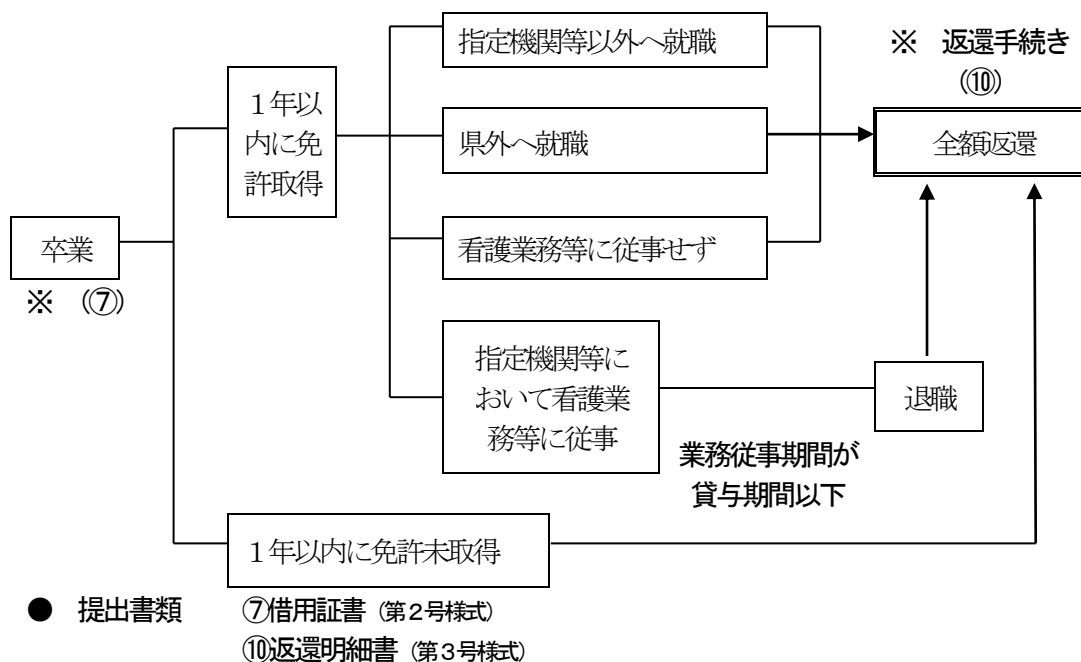 指定機関等以外へ就職
※　返還手続き
（⑩）
１年以
内に免
許取得
県外へ就職
全額返還
卒業
※　（⑦）
看護業務等に従事せず
指定機関等に
おいて看護業
務等に従事
退職
業務従事期間が
貸与期間以下
１年以内に免許未取得
●　提出書類　　⑦借用証書（第２号様式）
⑩返還明細書（第３号様式）